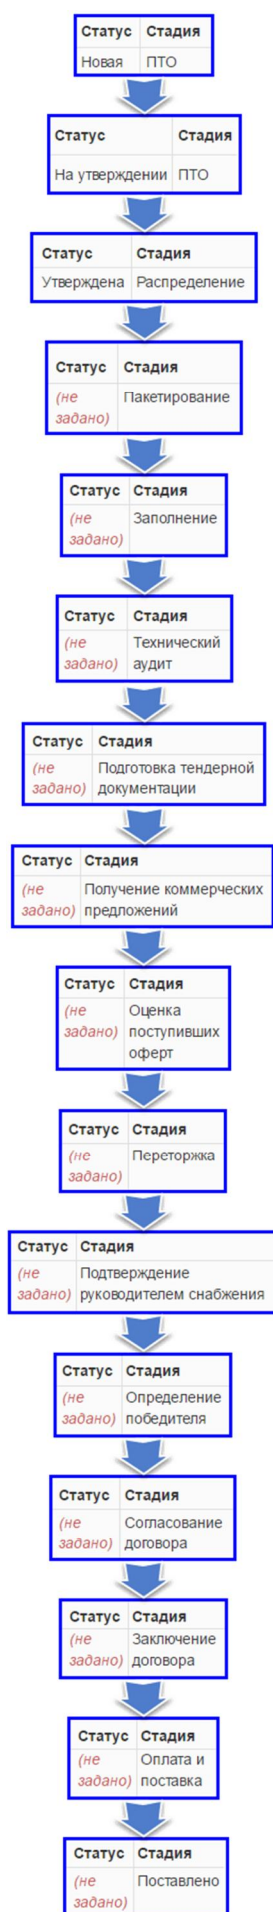 Статус Стадия
Новая ПТО
Статус Стадия
На утверждении ПТО
Статус Стадия
Утверждена Распределение
Статус Стадия
(не Пакетирование
задано)
Статус Стадия
(не Заполнение
задано)
Статус Стадия
(не Технический
задано) аудит
Статус Стадия
(не Подготовка тендерной
задано) документации
Статус Стадия
(не Получение коммерческих
задано) предложений
Статус Стадия
(не Оценка
задано) поступивших
оферт
Статус Стадия
(не Переторжка
задано)
Статус Стадия
(не Подтверждение
задано) руководителем снабжения
Статус Стадия
(не Определение
задано) победителя
Статус Стадия
(не Согласование
задано) договора
Статус Стадия
(не Заключение
задано) договора
Статус Стадия
(не Оплата и
задано) поставка
Статус Стадия
(не Поставлено
задано)